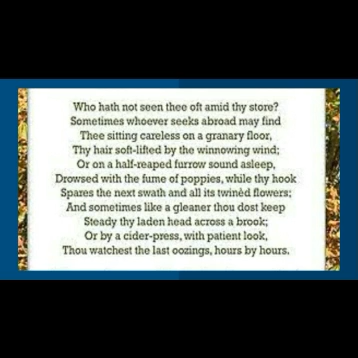 Who hath not seen thee oft amid thy store?
Sometimes whoever seeks abroad may find
Thee sitting careless on a granary floor,
Thy hair soft-lifted by the winnowing wind;
Or on a half-reaped furrow sound asleep,
Drowsed with the fume of poppies, while thy hook
Spares the next swath and all its twinèd flowers;
And sometimes like a gleaner thou dost keep
Steady thy laden head across a brook;
Or by a cider-press, with patient look,
Thou watchest the last oozings, hours by hours.